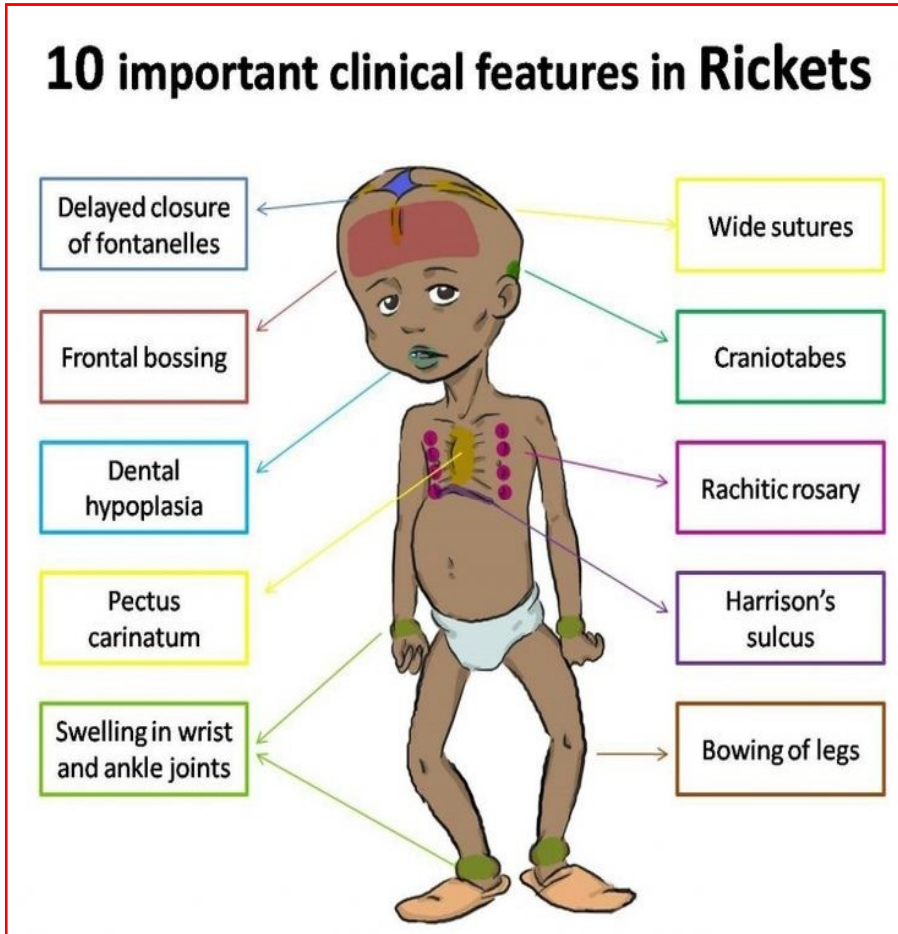 10 important clinical features in Rickets
Delayed closure
of fontanelles
Frontal bossing
Dental
hypoplasia
Pectus
carinatum
Swelling in wrist
and ankle joints
Wide sutures
Craniotabes
Rachitic rosary
Harrison's
sulcus
Bowing of legs